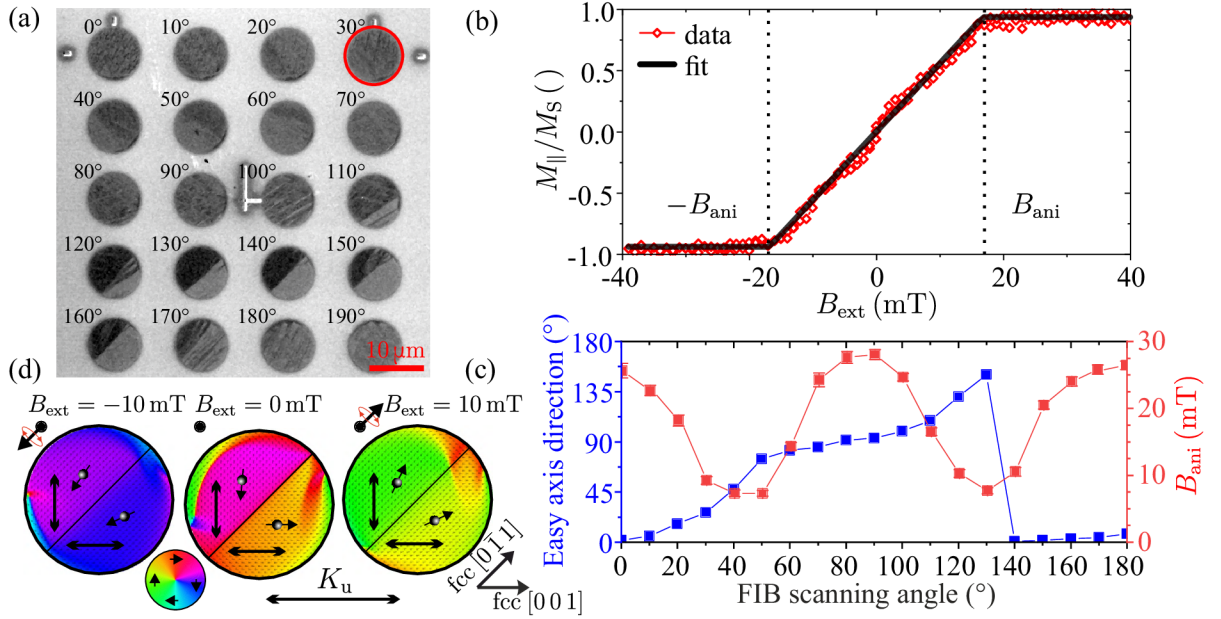 (a)
0° 10° 20° 30°
40° 50° 60° 70°
80° 90° 100° 110°
120° 130° 140° 150°
160° 170° 180° 190°
10 μm
(b)
1.0
0.5
0.0
-0.5
-1.0
M∥/MS ()
data
fit
−Bani
Bani
-40 -20 0 20 40
Bext (mT)
(d)
Bext = −10 mT Bext = 0 mT Bext = 10 mT
Ku
fcc [0 1̄ 1]
fcc [0 0 1]
(c)
Easy axis direction (°)
180
135
90
45
0
30
20
10
0
Bani (mT)
0 20 40 60 80 100 120 140 160 180
FIB scanning angle (°)